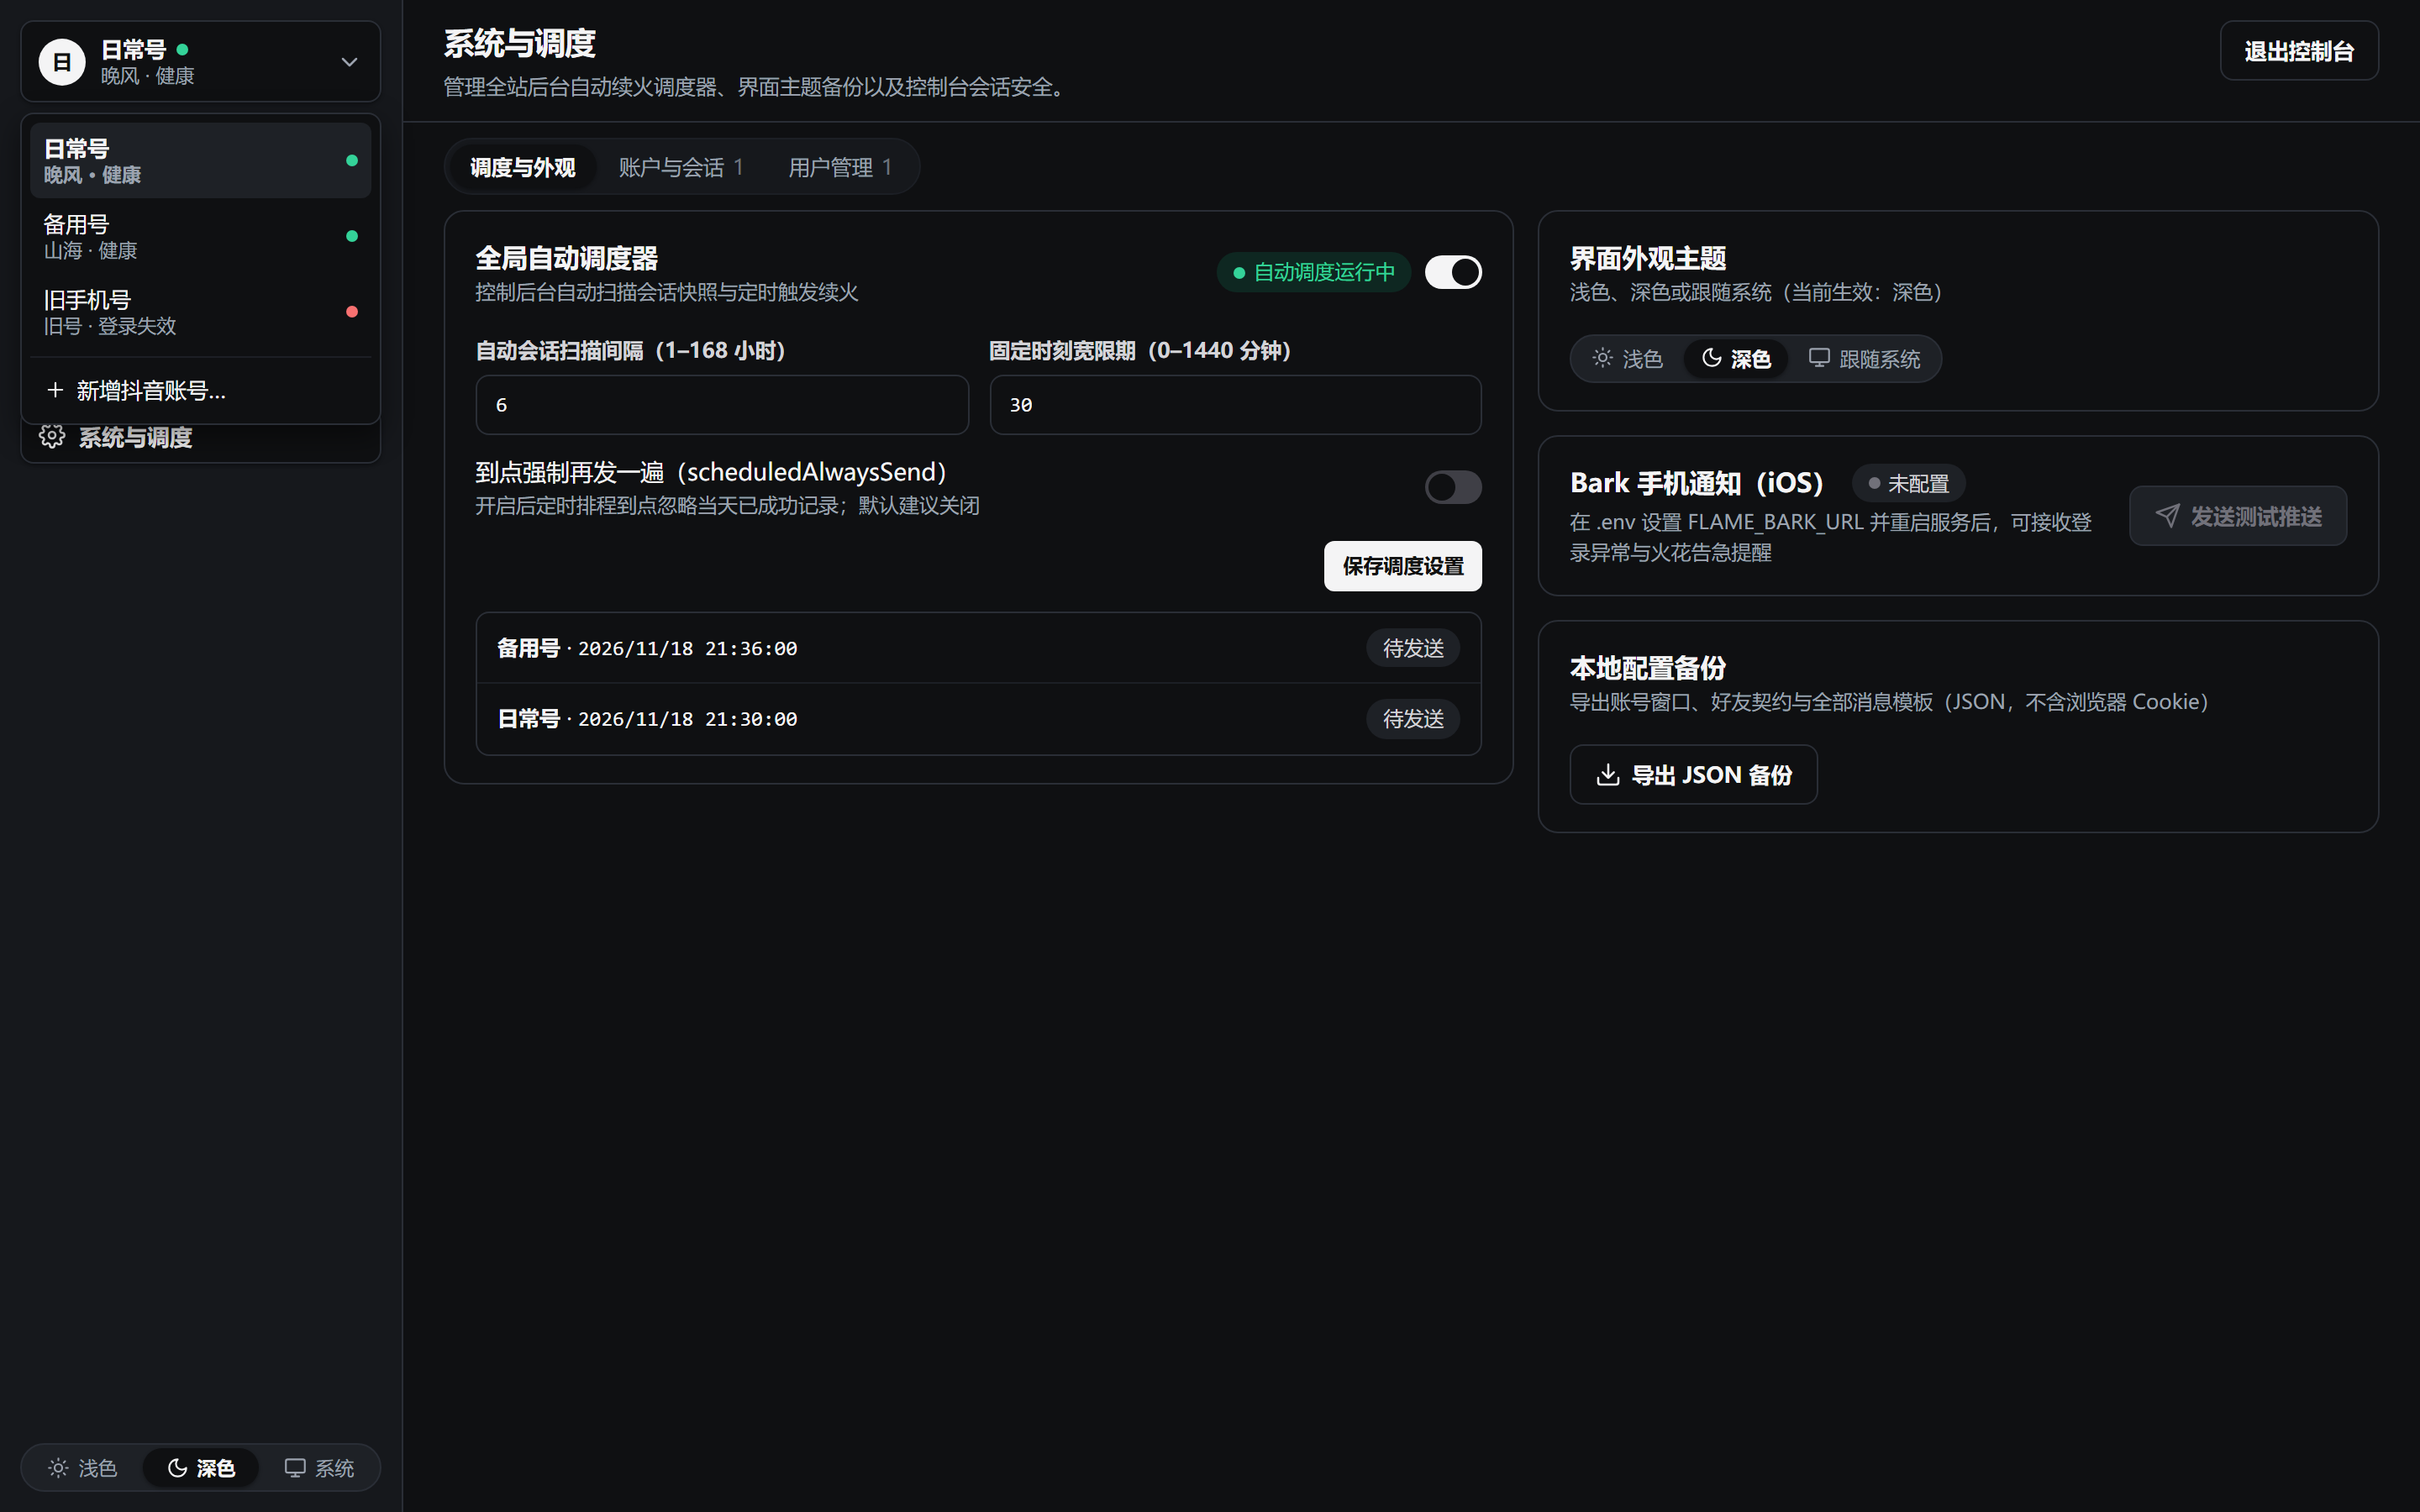 日
日常号
晚风 · 健康
日常号
晚风 • 健康
备用号
山海 · 健康
旧手机号
旧号 · 登录失效
新增抖音账号...
系统与调度
浅色
深色
系统
系统与调度
管理全站后台自动续火调度器、界面主题备份以及控制台会话安全。
退出控制台
调度与外观
账户与会话 1
用户管理 1
全局自动调度器
控制后台自动扫描会话快照与定时触发续火
自动调度运行中
自动会话扫描间隔（1–168 小时）
固定时刻宽限期（0–1440 分钟）
6
30
到点强制再发一遍（scheduledAlwaysSend）
开启后定时排程到点忽略当天已成功记录；默认建议关闭
保存调度设置
备用号 · 2026/11/18 21:36:00
待发送
日常号 · 2026/11/18 21:30:00
待发送
界面外观主题
浅色、深色或跟随系统（当前生效：深色）
浅色
深色
跟随系统
Bark 手机通知（iOS）
未配置
在 .env 设置 FLAME_BARK_URL 并重启服务后，可接收登
录异常与火花告急提醒
发送测试推送
本地配置备份
导出账号窗口、好友契约与全部消息模板（JSON，不含浏览器 Cookie）
导出 JSON 备份